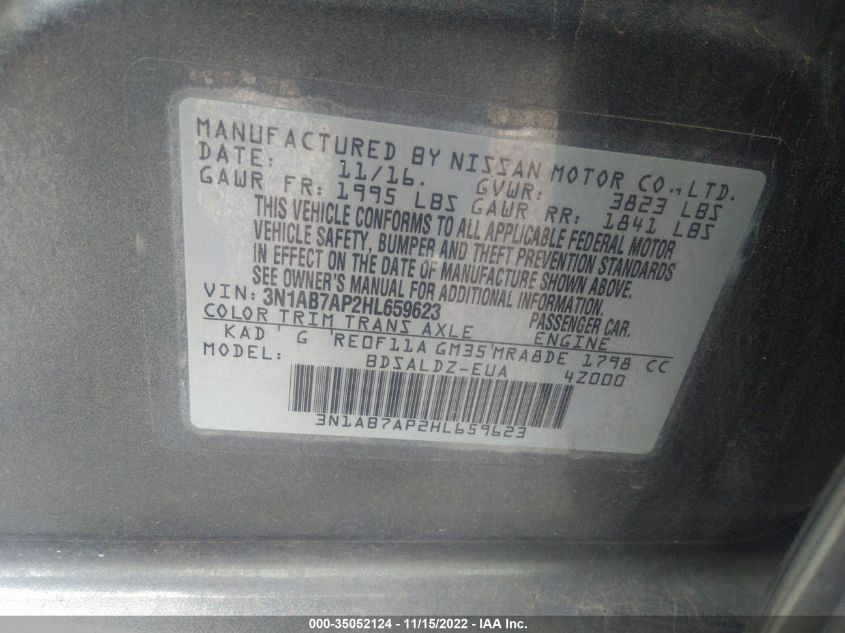 MANUFACTURED BY NISSAN MOTOR CO., LTD.
DATE: 11/16. GVWR: 3823 LBS
GAWR FR: 1995 LBS GAWR RR: 1841 LBS
THIS VEHICLE CONFORMS TO ALL APPLICABLE FEDERAL MOTOR
VEHICLE SAFETY, BUMPER AND THEFT PREVENTION STANDARDS
IN EFFECT ON THE DATE OF MANUFACTURE SHOWN ABOVE.
SEE OWNER'S MANUAL FOR ADDITIONAL INFORMATION.
VIN: 3N1AB7AP2HL659623 PASSENGER CAR.
COLOR TRIM TRANS AXLE ENGINE
KAD G RE0F11A GM35 MRA8DE 1798 CC
MODEL: BDSALDZ-EUA 4Z000
3N1AB7AP2HL659623
000-35052124 - 11/15/2022 - IAA Inc.